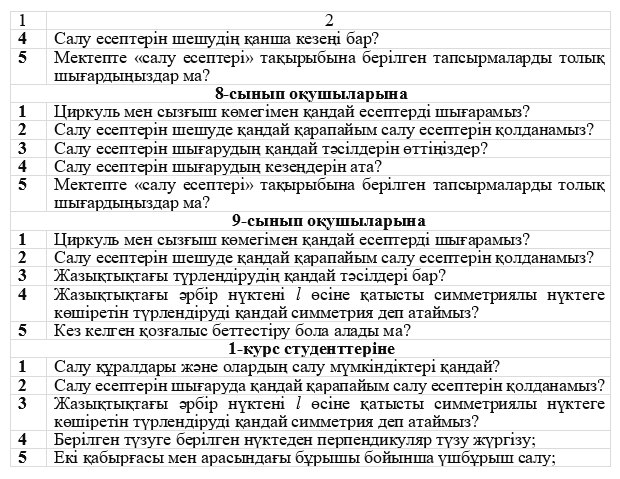 1 2
4 Салу есептерін шешудің қанша кезеңі бар?
5 Мектепте «салу есептері» тақырыбына берілген тапсырмаларды толық
шығардыңыздар ма?
8-сынып оқушыларына
1 Циркуль мен сызғыш көмегімен қандай есептерді шығарамыз?
2 Салу есептерін шешуде қандай қарапайым салу есептерін қолданамыз?
3 Салу есептерін шығарудың қандай тәсілдерін өттіңіздер?
4 Салу есептерін шығарудың кезеңдерін ата?
5 Мектепте «салу есептері» тақырыбына берілген тапсырмаларды толық
шығардыңыздар ма?
9-сынып оқушыларына
1 Циркуль мен сызғыш көмегімен қандай есептерді шығарамыз?
2 Салу есептерін шешуде қандай қарапайым салу есептерін қолданамыз?
3 Жазықтықтағы түрлендірудің қандай тәсілдері бар?
4 Жазықтықтағы әрбір нүктені l өсіне қатысты симметриялы нүктеге
көшіретін түрлендіруді қандай симметрия деп атаймыз?
5 Кез келген қозғалыс беттестіру бола алады ма?
1-курс студенттеріне
1 Салу құралдары және олардың салу мүмкіндіктері қандай?
2 Салу есептерін шығаруда қандай қарапайым салу есептерін қолданамыз?
3 Жазықтықтағы әрбір нүктені l өсіне қатысты симметриялы нүктеге
көшіретін түрлендіруді қандай симметрия деп атаймыз?
4 Берілген түзуге берілген нүктеден перпендикуляр түзу жүргізу;
5 Екі қабырғасы мен арасындағы бұрышы бойынша үшбұрыш салу;